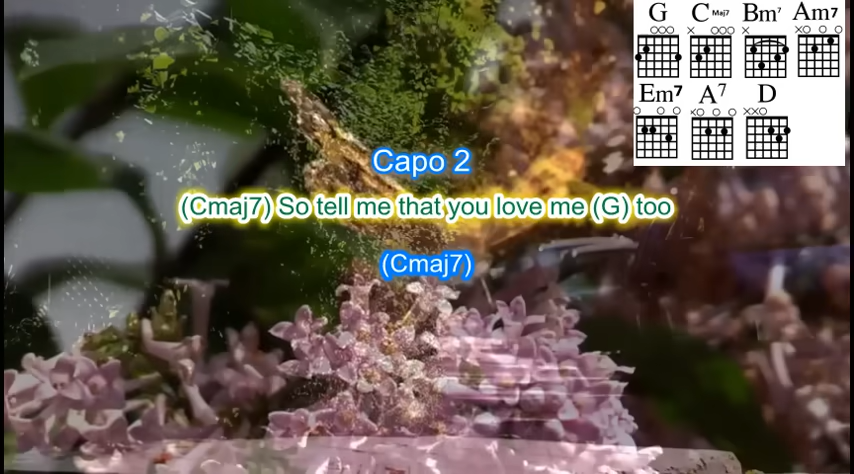 G C Maj7 Bm7 Am7
Em7 A7 D
Capo 2
(Cmaj7) So tell me that you love me (G) too
(Cmaj7)